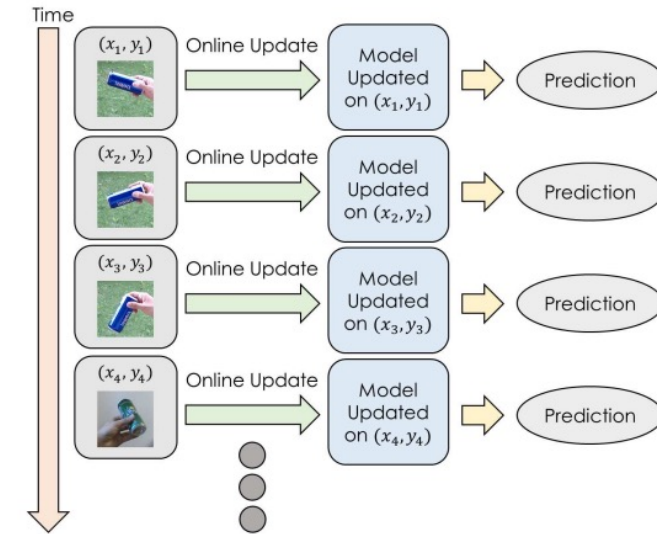 Time
(x₁, y₁)
Online Update
Model
Updated
on (x₁, y₁)
Prediction
(x₂, y₂)
Online Update
Model
Updated
on (x₂, y₂)
Prediction
(x₃, y₃)
Online Update
Model
Updated
on (x₃, y₃)
Prediction
(x₄, y₄)
Online Update
Model
Updated
on (x₄, y₄)
Prediction